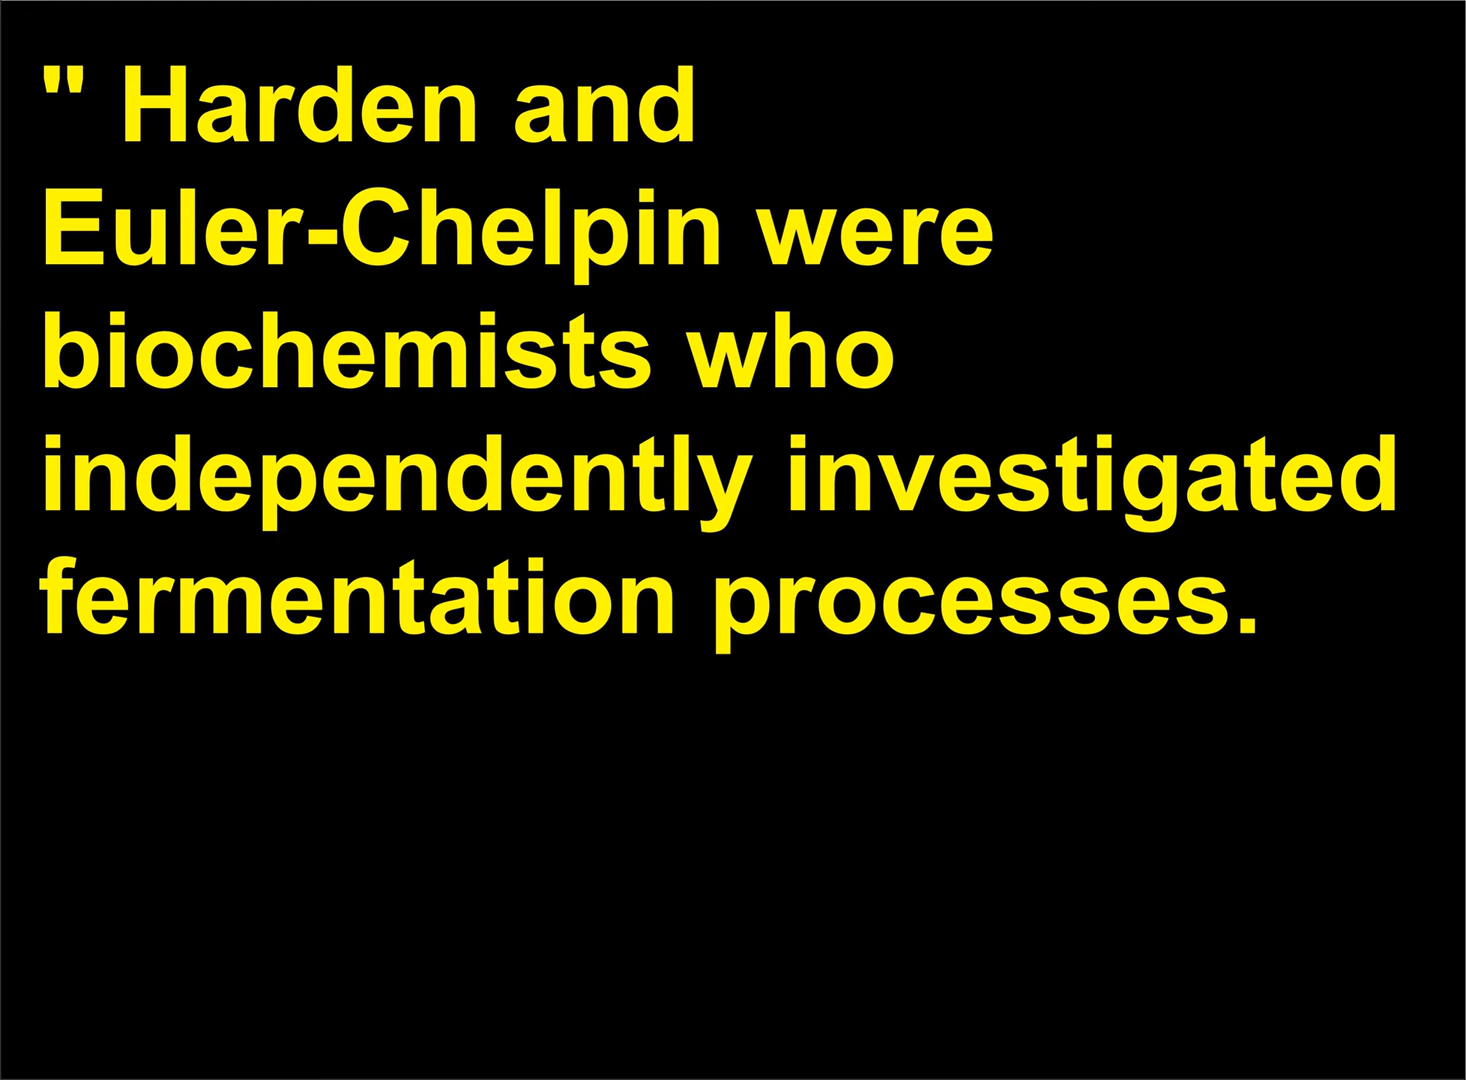 " Harden and
Euler-Chelpin were
biochemists who
independently investigated
fermentation processes.